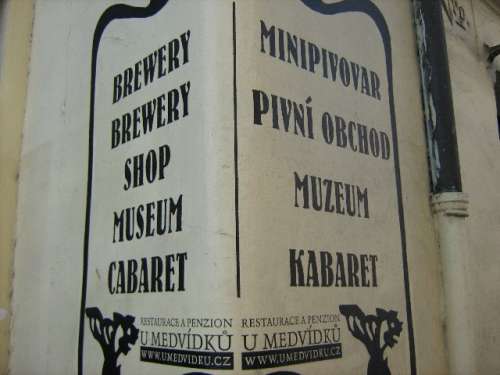 BREWERY
BREWERY
SHOP
MUSEUM
CABARET
RESTAURACE A PENZION
U MEDVÍDKŮ
WWW.UMEDVIDKU.CZ
MINIPIVOVAR
PIVNÍ OBCHOD
MUZEUM
KABARET
RESTAURACE A PENZION
U MEDVÍDKŮ
WWW.UMEDVIDKU.CZ